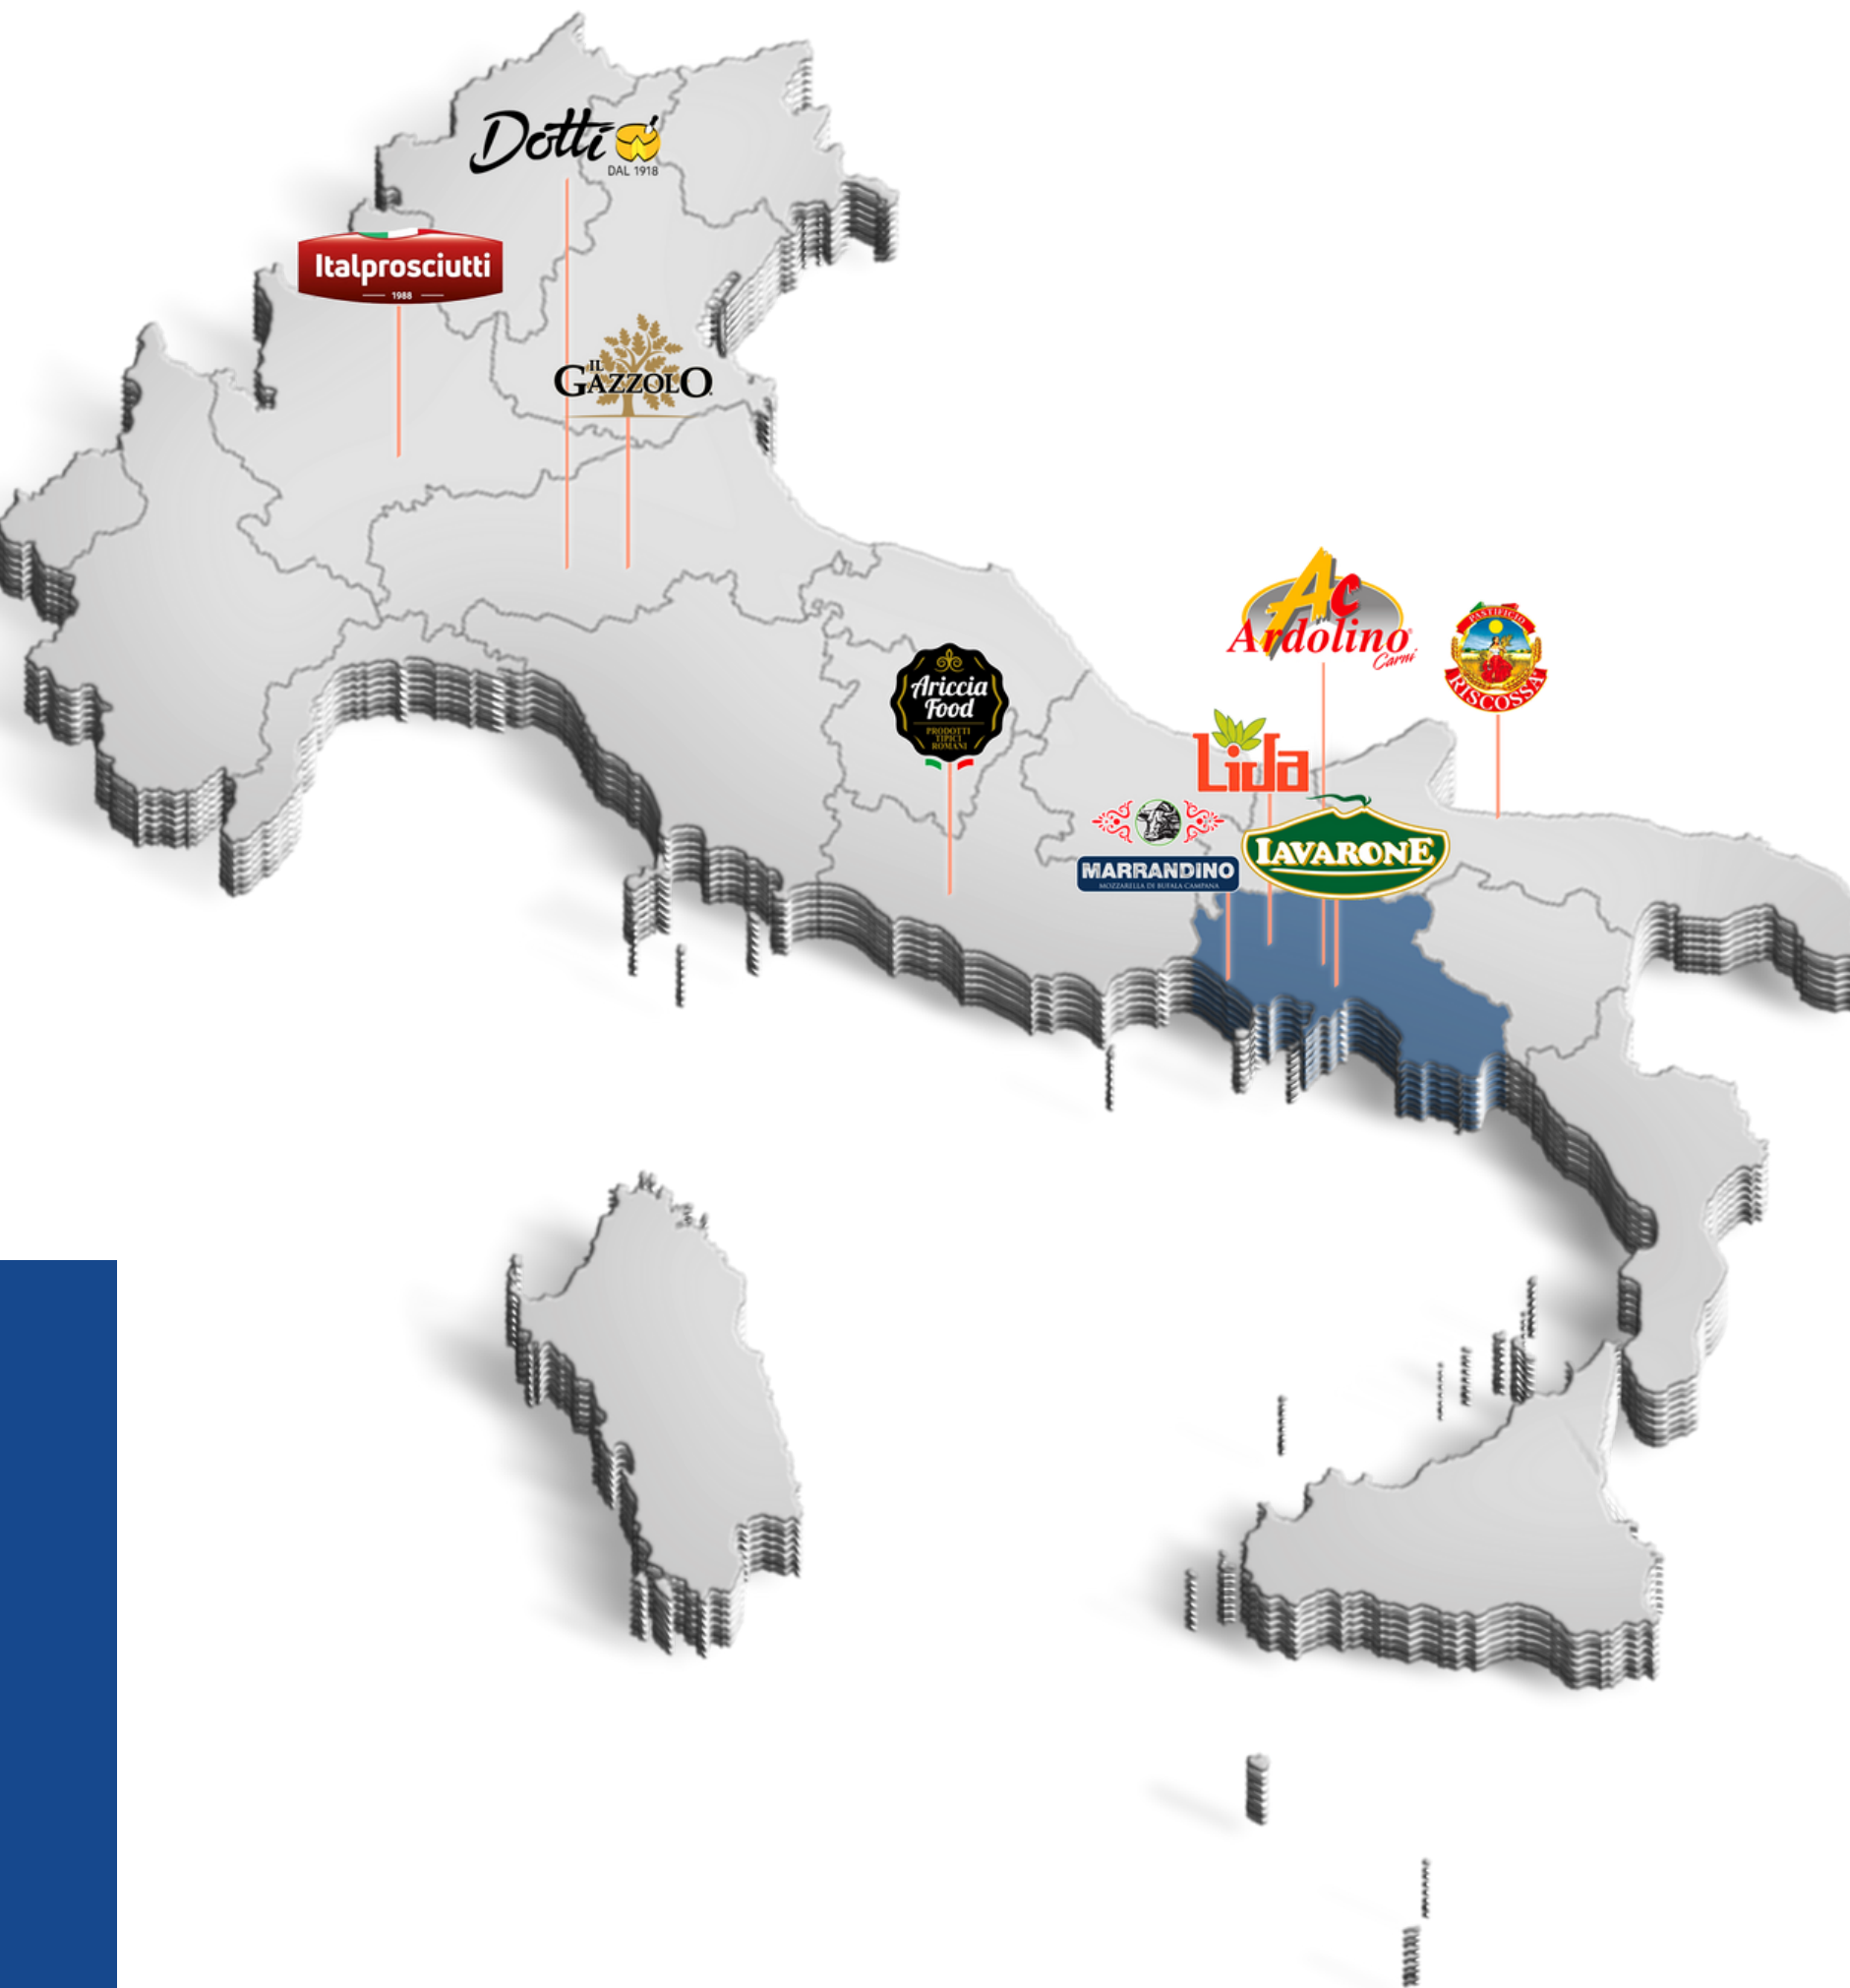 Dotti
DAL 1918
Italprosciutti
1988
IL
GAZZOLO
Ac
Ardolino
Carni
PASTIFICIO
RISCOSSA
Ariccia
Food
PRODOTTI
TIPICI
ROMANI
Lida
MARRANDINO
MOZZARELLA DI BUFALA CAMPANA
IAVARONE